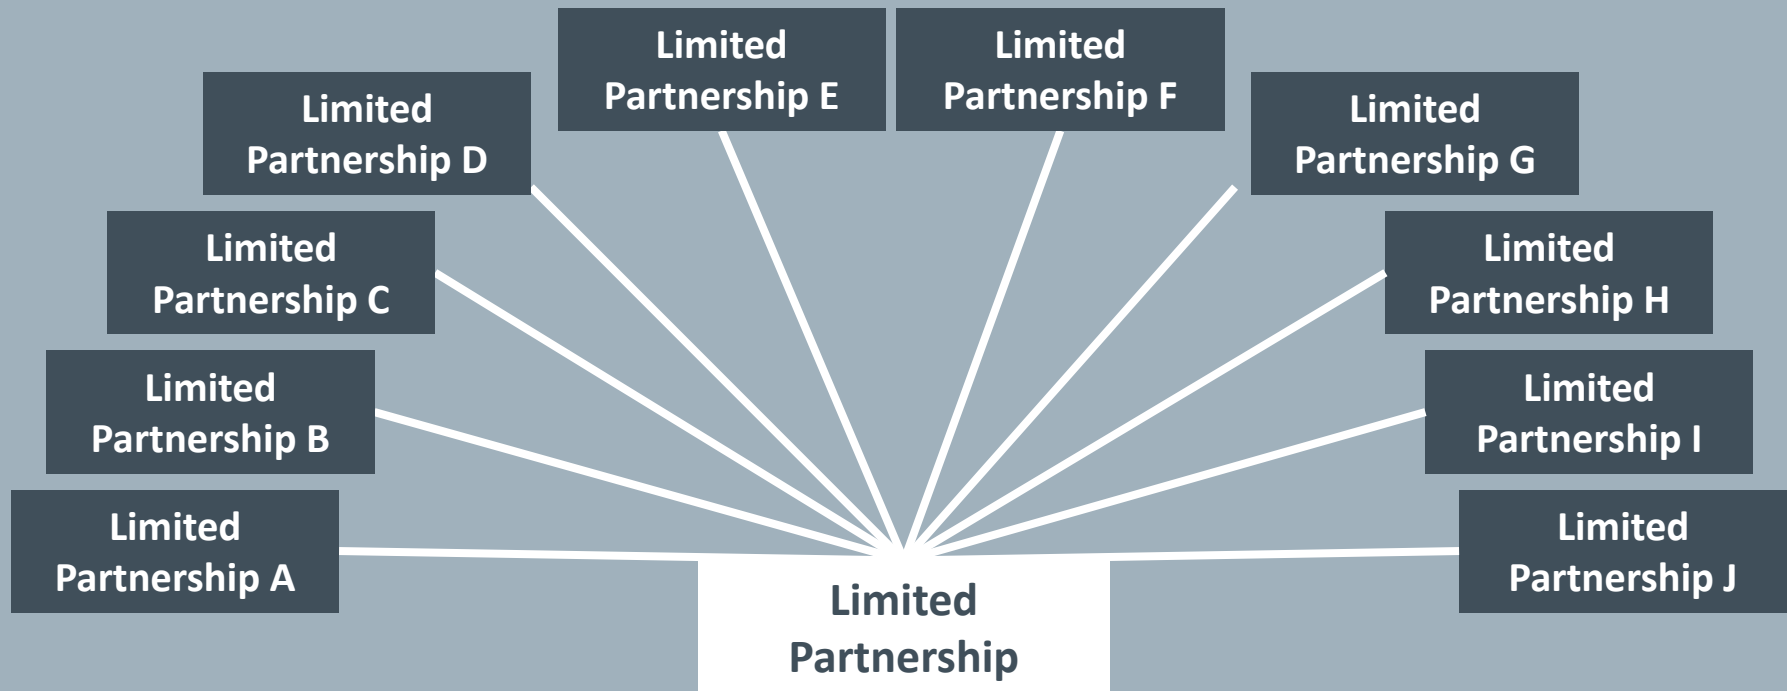 Limited
Partnership E
Limited
Partnership F
Limited
Partnership D
Limited
Partnership G
Limited
Partnership C
Limited
Partnership H
Limited
Partnership B
Limited
Partnership I
Limited
Partnership A
Limited
Partnership J
Limited
Partnership